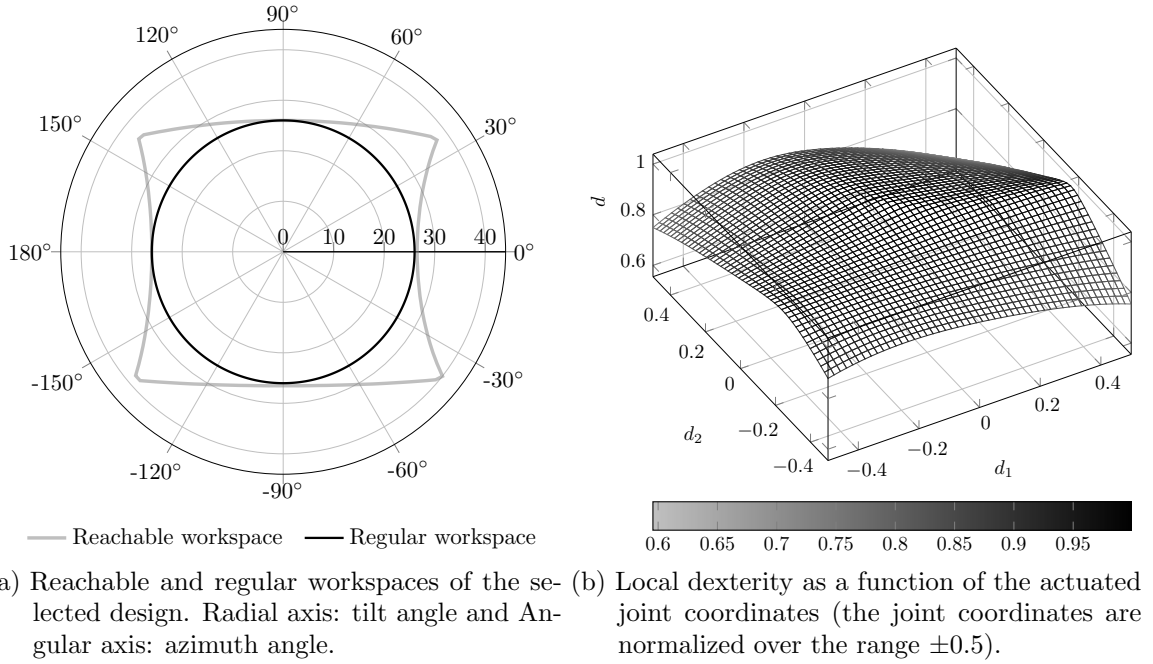 90°
120°
60°
150°
30°
180°
0 10 20 30 40
0°
-150°
-30°
-120°
-60°
-90°
Reachable workspace Regular workspace
1
0.8
0.6
d
0.4
0.2
0
−0.2
−0.4
d2
−0.4
−0.2
0
0.2
0.4
d1
0.6 0.65 0.7 0.75 0.8 0.85 0.9 0.95
a) Reachable and regular workspaces of the se-
lected design. Radial axis: tilt angle and An-
gular axis: azimuth angle.
(b) Local dexterity as a function of the actuated
joint coordinates (the joint coordinates are
normalized over the range ±0.5).